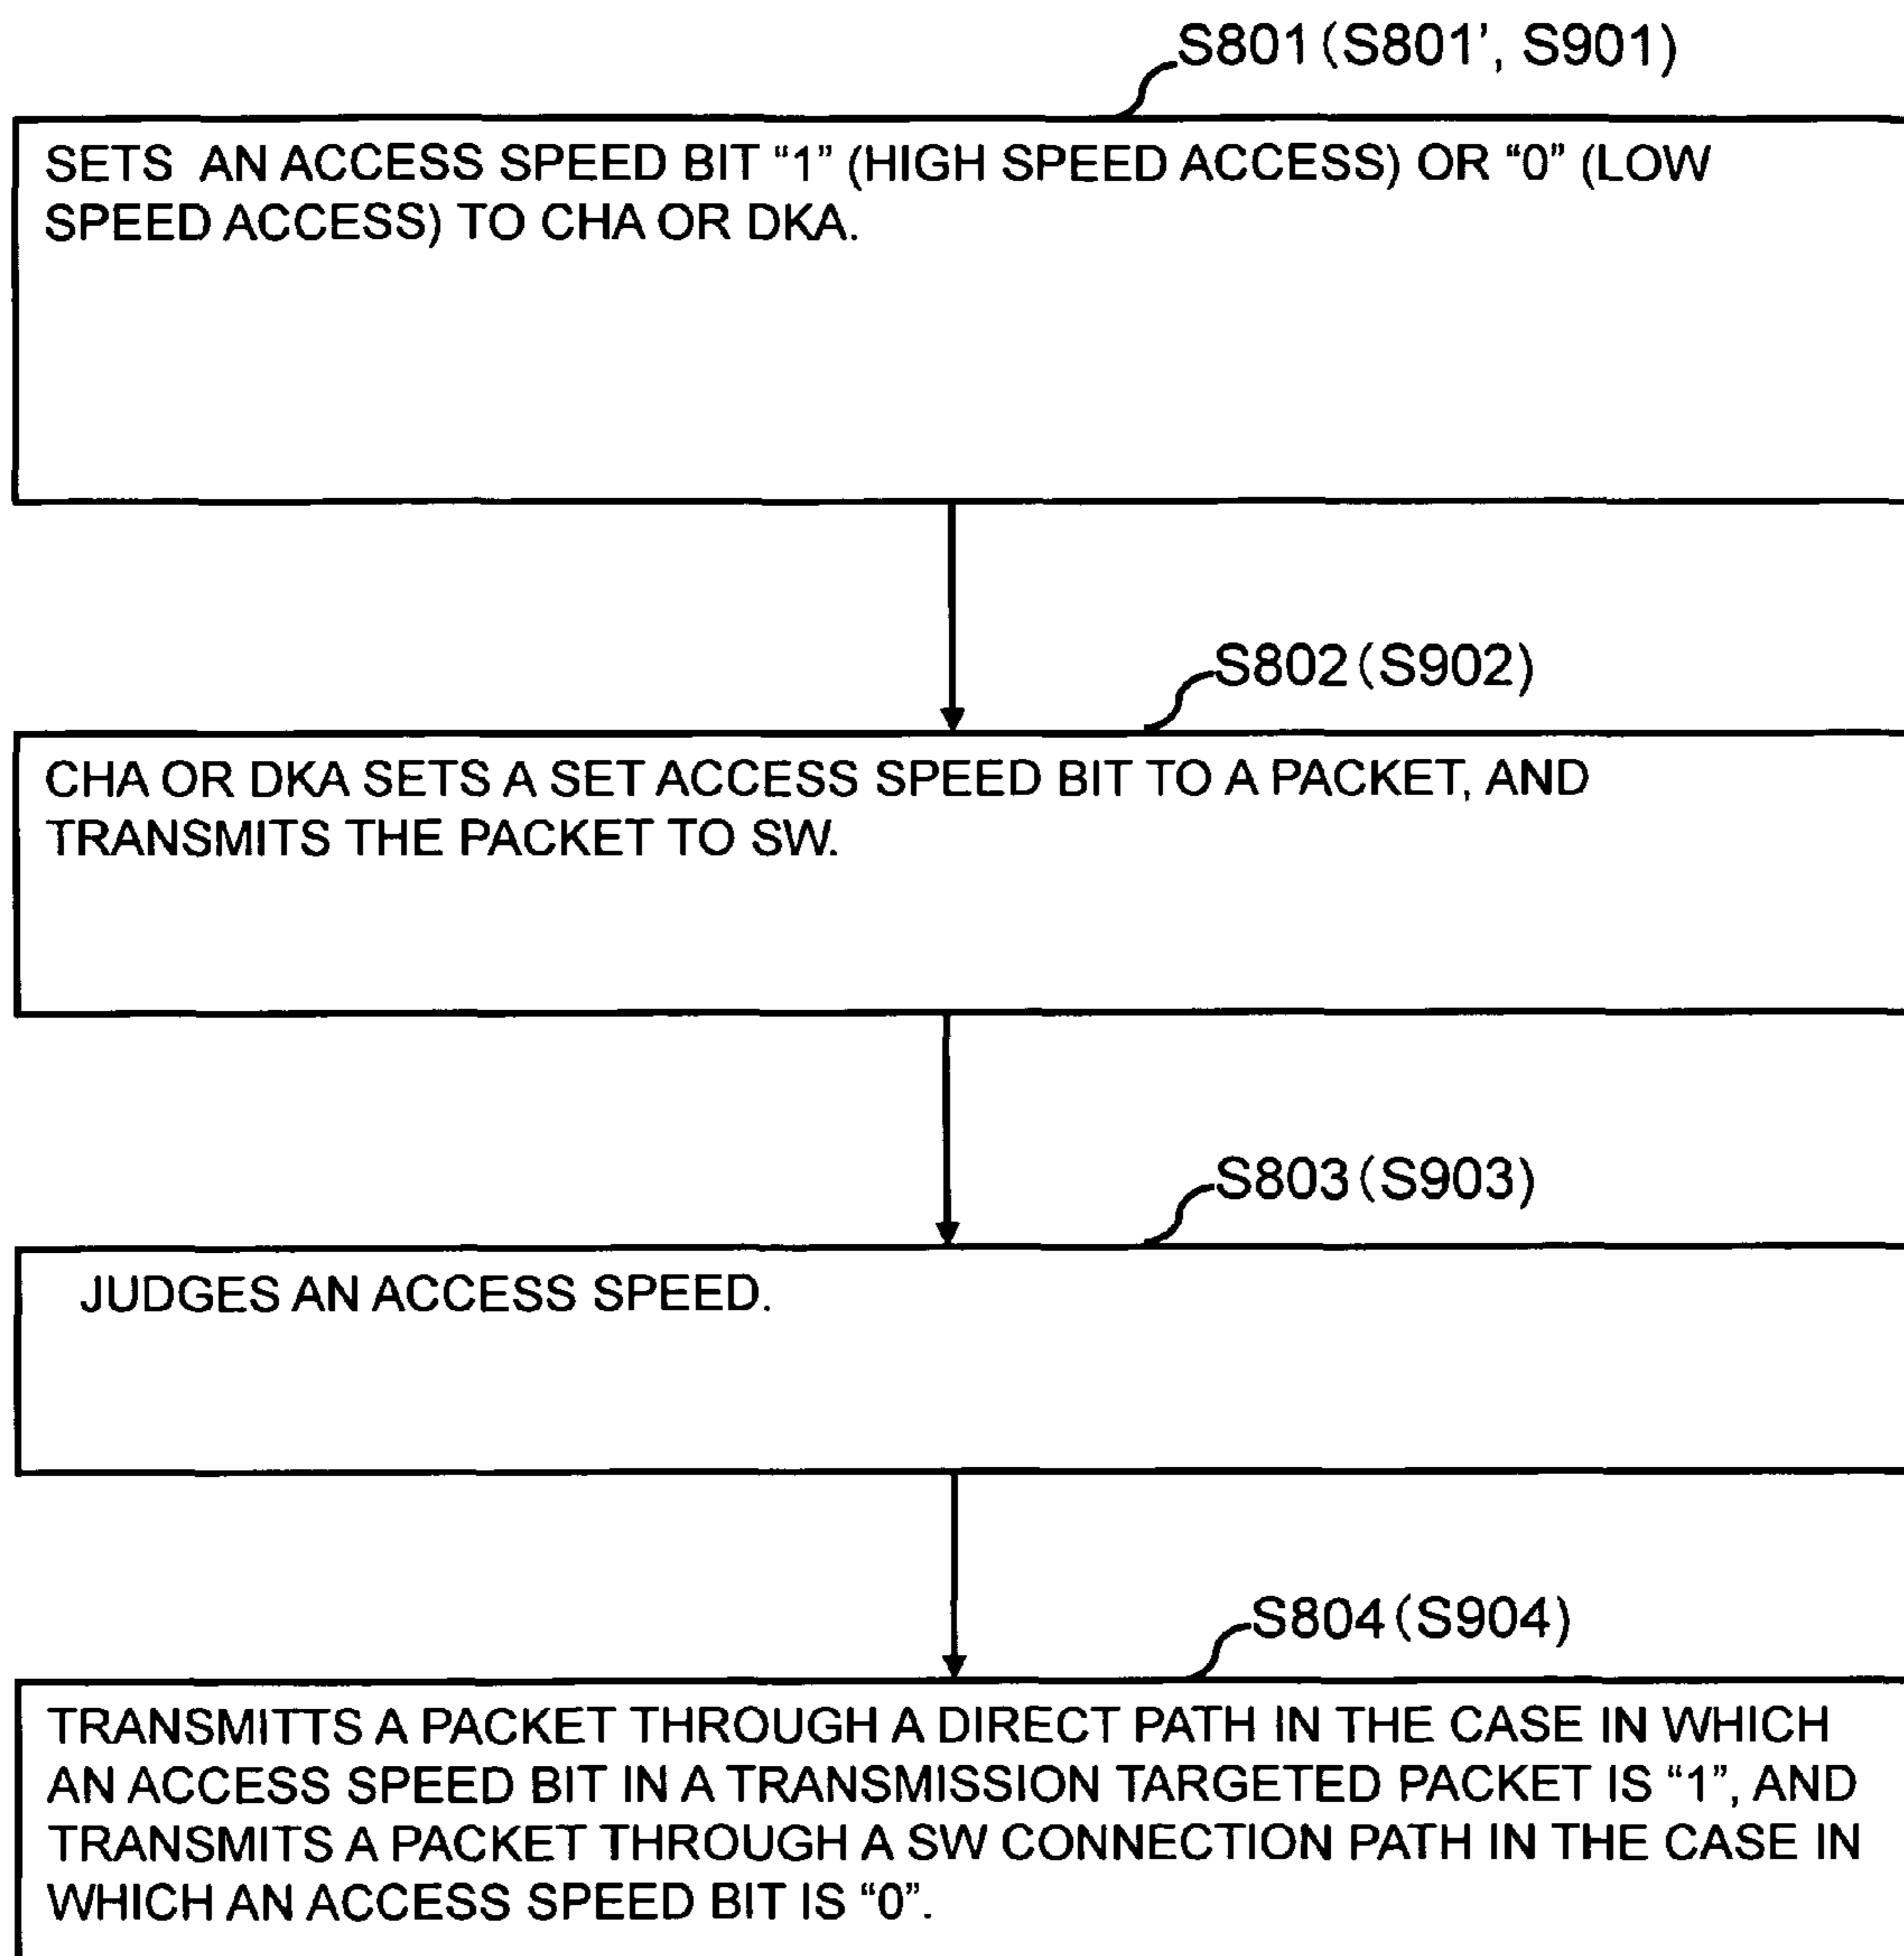 S801(S801', S901)
SETS AN ACCESS SPEED BIT “1” (HIGH SPEED ACCESS) OR “0” (LOW
SPEED ACCESS) TO CHA OR DKA.
S802(S902)
CHA OR DKA SETS A SET ACCESS SPEED BIT TO A PACKET, AND
TRANSMITS THE PACKET TO SW.
S803(S903)
JUDGES AN ACCESS SPEED.
S804(S904)
TRANSMITTS A PACKET THROUGH A DIRECT PATH IN THE CASE IN WHICH
AN ACCESS SPEED BIT IN A TRANSMISSION TARGETED PACKET IS “1”, AND
TRANSMITS A PACKET THROUGH A SW CONNECTION PATH IN THE CASE IN
WHICH AN ACCESS SPEED BIT IS “0”.